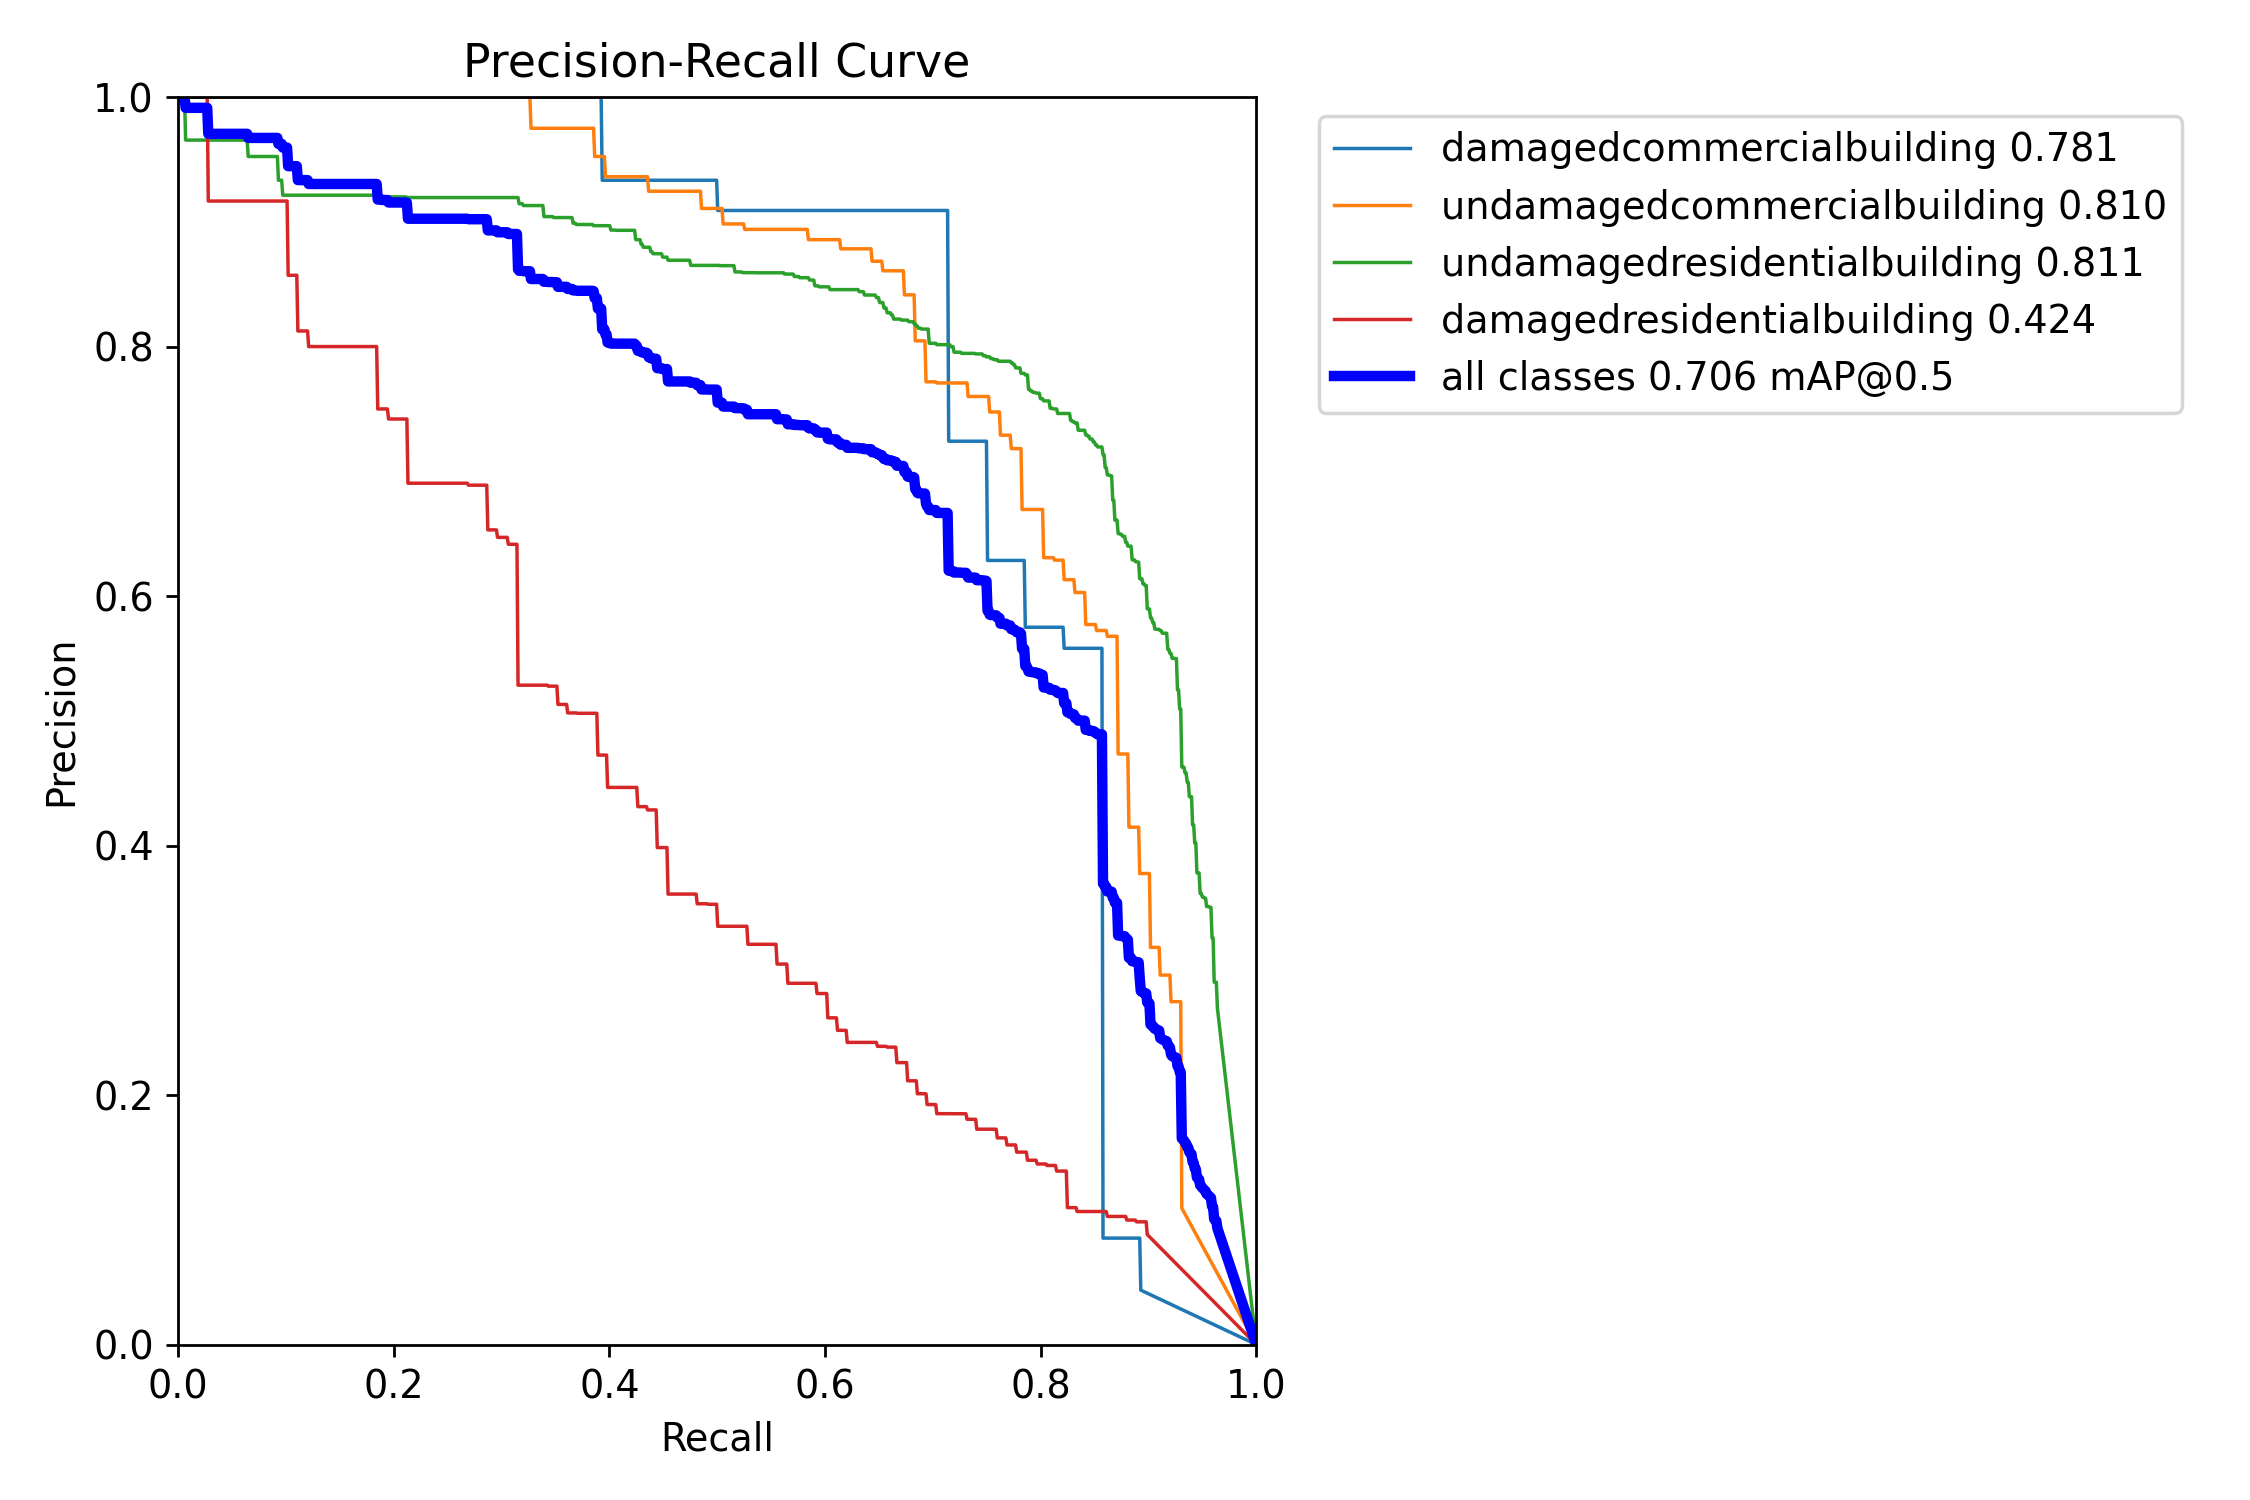 Precision-Recall Curve
1.0
0.8
0.6
0.4
0.2
0.0
Precision
0.0 0.2 0.4 0.6 0.8 1.0
Recall
damagedcommercialbuilding 0.781
undamagedcommercialbuilding 0.810
undamagedresidentialbuilding 0.811
damagedresidentialbuilding 0.424
all classes 0.706 mAP@0.5